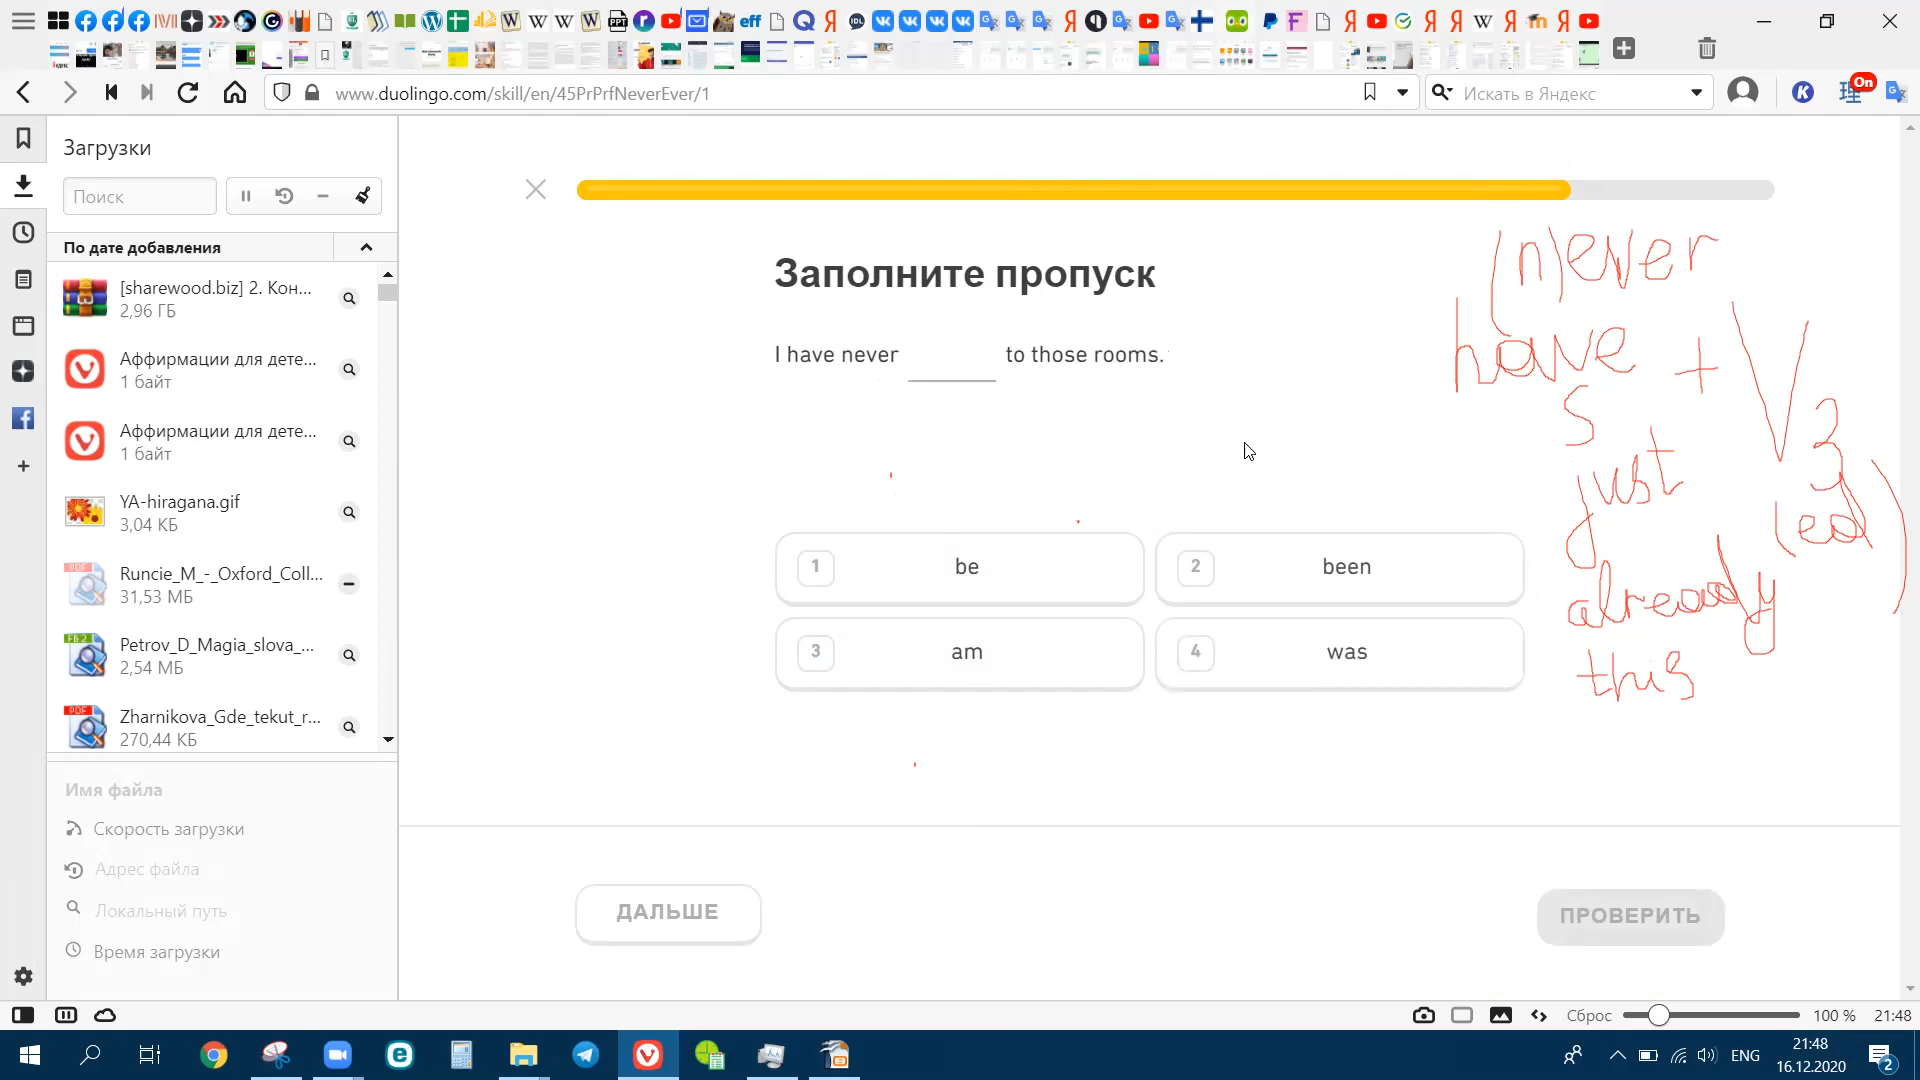 www.duolingo.com/skill/en/45PrPrfNeverEver/1
Искать в Яндекс
On
Загрузки
Поиск
По дате добавления
[sharewood.biz] 2. Кон...
2,96 ГБ
Аффирмации для дете...
1 байт
Аффирмации для дете...
1 байт
YA-hiragana.gif
3,04 КБ
Runcie_M_-_Oxford_Coll...
31,53 МБ
Petrov_D_Magia_slova_...
2,54 МБ
Zharnikova_Gde_tekut_r...
270,44 КБ
Имя файла
Скорость загрузки
Адрес файла
Локальный путь
Время загрузки
Заполните пропуск
I have never ______ to those rooms.
1 be
2 been
3 am
4 was
ДАЛЬШЕ
ПРОВЕРИТЬ
(n)ever
have + V3
s
just
(ed)
already
this
Сброс
100 %
21:48
ENG
21:48
16.12.2020
2